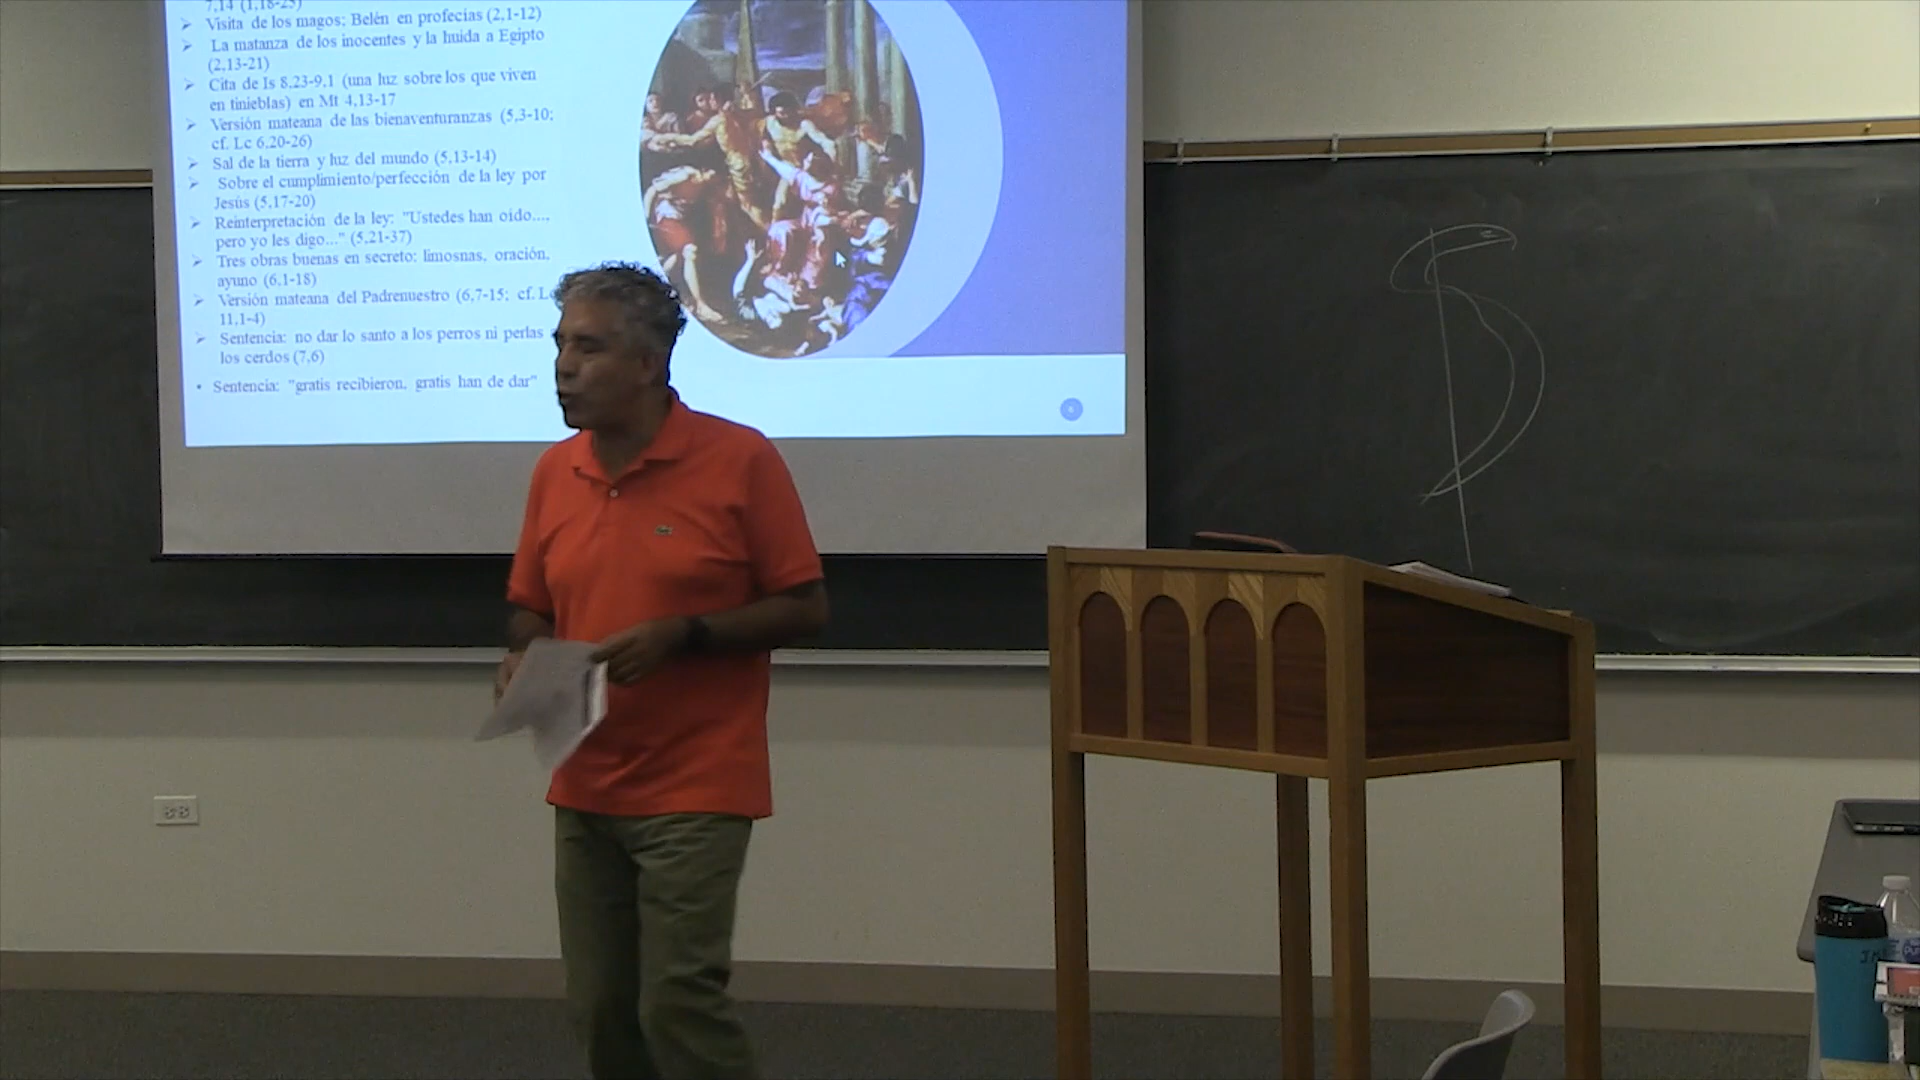 7,14 (1,18-25)
➢ Visita de los magos; Belén en profecías (2,1-12)
➢ La matanza de los inocentes y la huida a Egipto
(2,13-21)
➢ Cita de Is 8,23-9,1 (una luz sobre los que viven
en tinieblas) en Mt 4,13-17
➢ Versión mateana de las bienaventuranzas (5,3-10;
cf. Lc 6,20-26)
➢ Sal de la tierra y luz del mundo (5,13-14)
➢ Sobre el cumplimiento/perfección de la ley por
Jesús (5,17-20)
➢ Reinterpretación de la ley: "Ustedes han oído...,
pero yo les digo..." (5,21-37)
➢ Tres obras buenas en secreto: limosnas, oración,
ayuno (6,1-18)
➢ Versión mateana del Padrenuestro (6,7-15; cf. Lc
11,1-4)
➢ Sentencia: no dar lo santo a los perros ni perlas
los cerdos (7,6)
• Sentencia: "gratis recibieron, gratis han de dar"